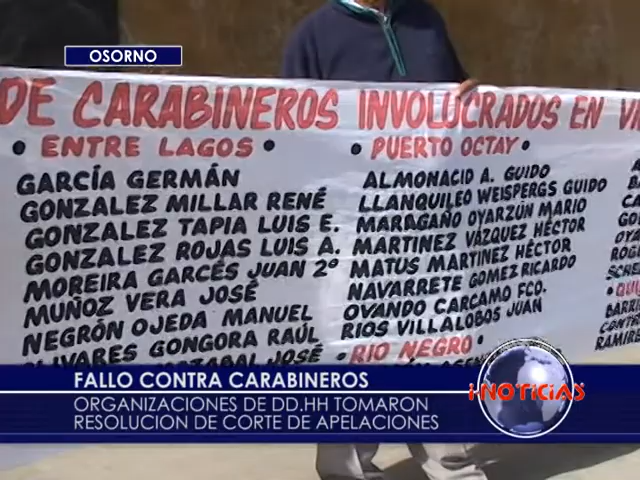 OSORNO
DE CARABINEROS INVOLUCRADOS EN
• ENTRE LAGOS •
GARCÍA GERMÁN
GONZALEZ MILLAR RENÉ
GONZALEZ TAPIA LUIS E.
GONZALEZ ROJAS LUIS A.
MOREIRA GARCÉS JUAN 2º
MUÑOZ VERA JOSÉ
NEGRÓN OJEDA MANUEL
OLIVARES GONGORA RAÚL
JOSÉ
• PUERTO OCTAY •
ALMONACID A. GUIDO
LLANQUILEO WEISPERGS GUIDO
MARAGAÑO OYARZÚN MARIO
MARTINEZ VÁZQUEZ HÉCTOR
MATUS MARTINEZ HÉCTOR
NAVARRETE GOMEZ RICARDO
OVANDO CARCAMO FCO.
RIOS VILLALOBOS JUAN
• RIO NEGRO •
FALLO CONTRA CARABINEROS
ORGANIZACIONES DE DD.HH TOMARON
RESOLUCION DE CORTE DE APELACIONES
iNOTICIAS